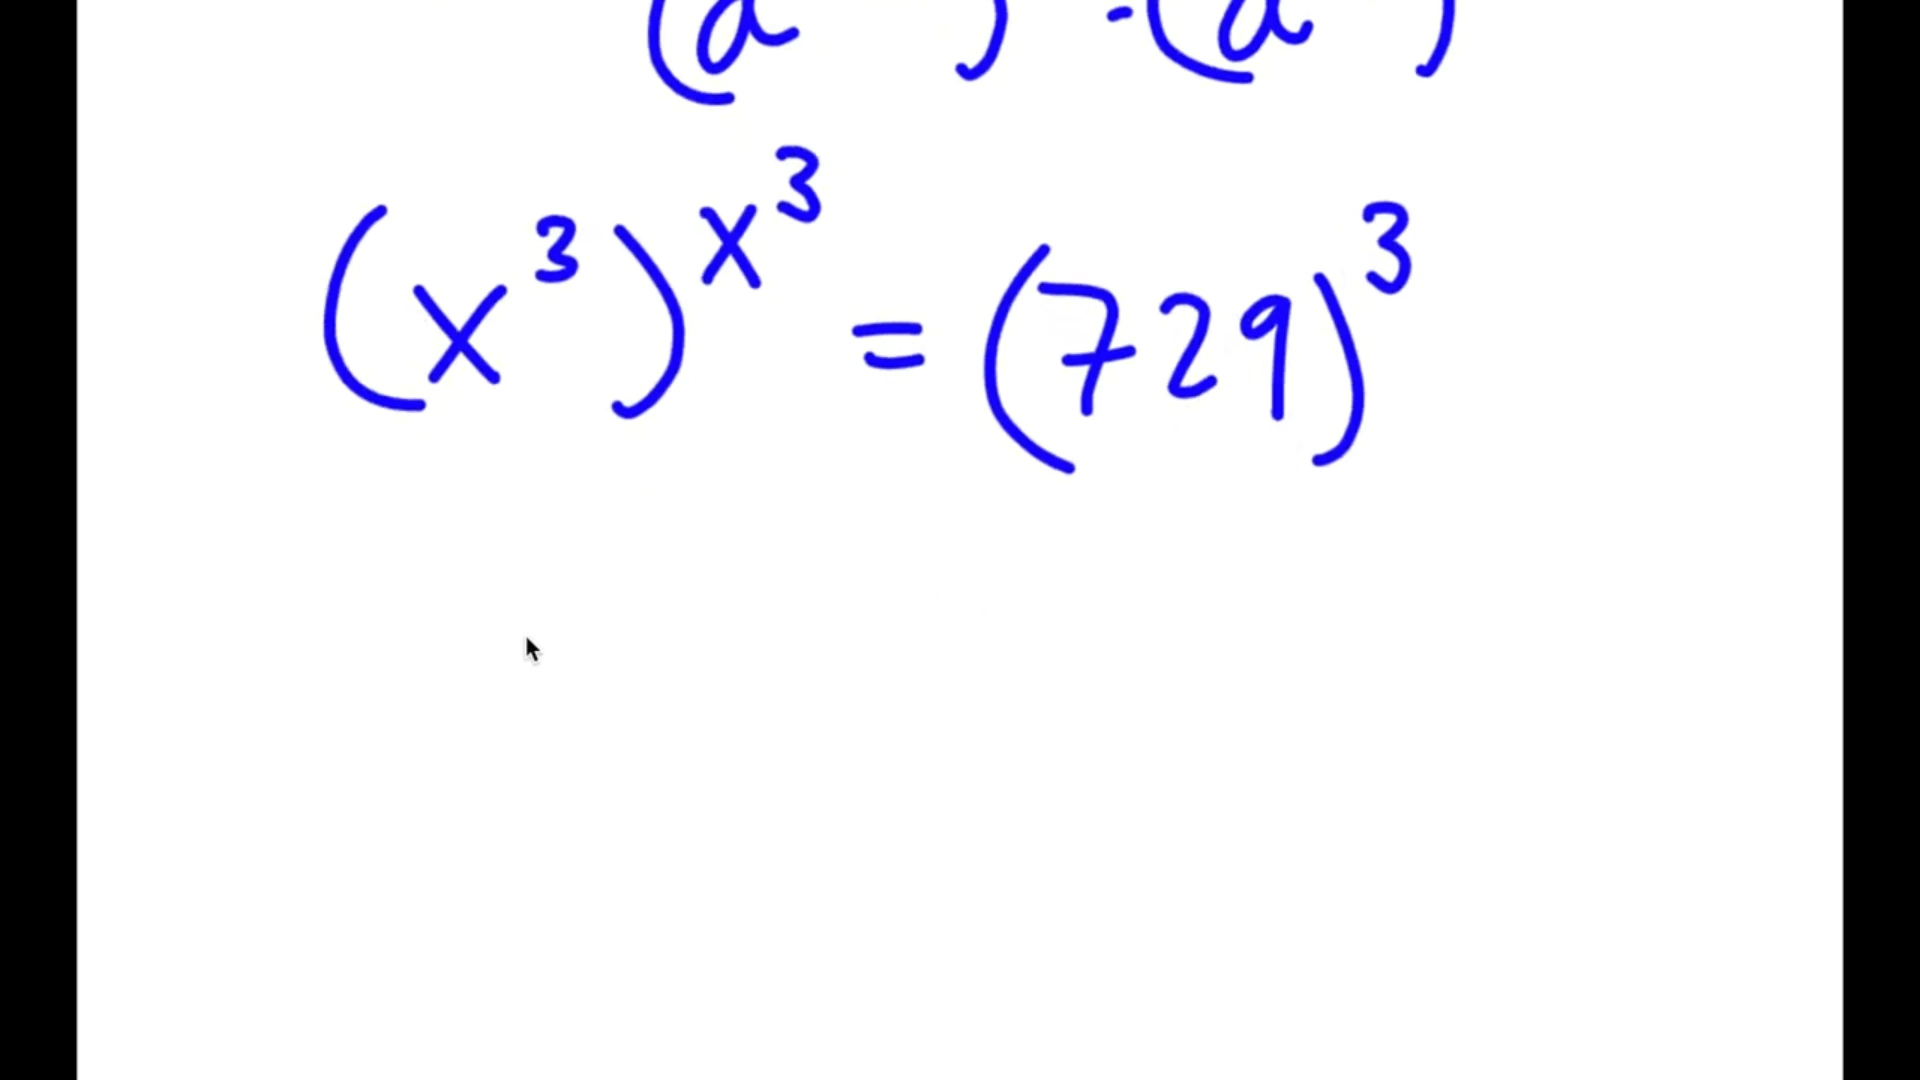 (a ) = (a )
(x³)^x³ = (729)³